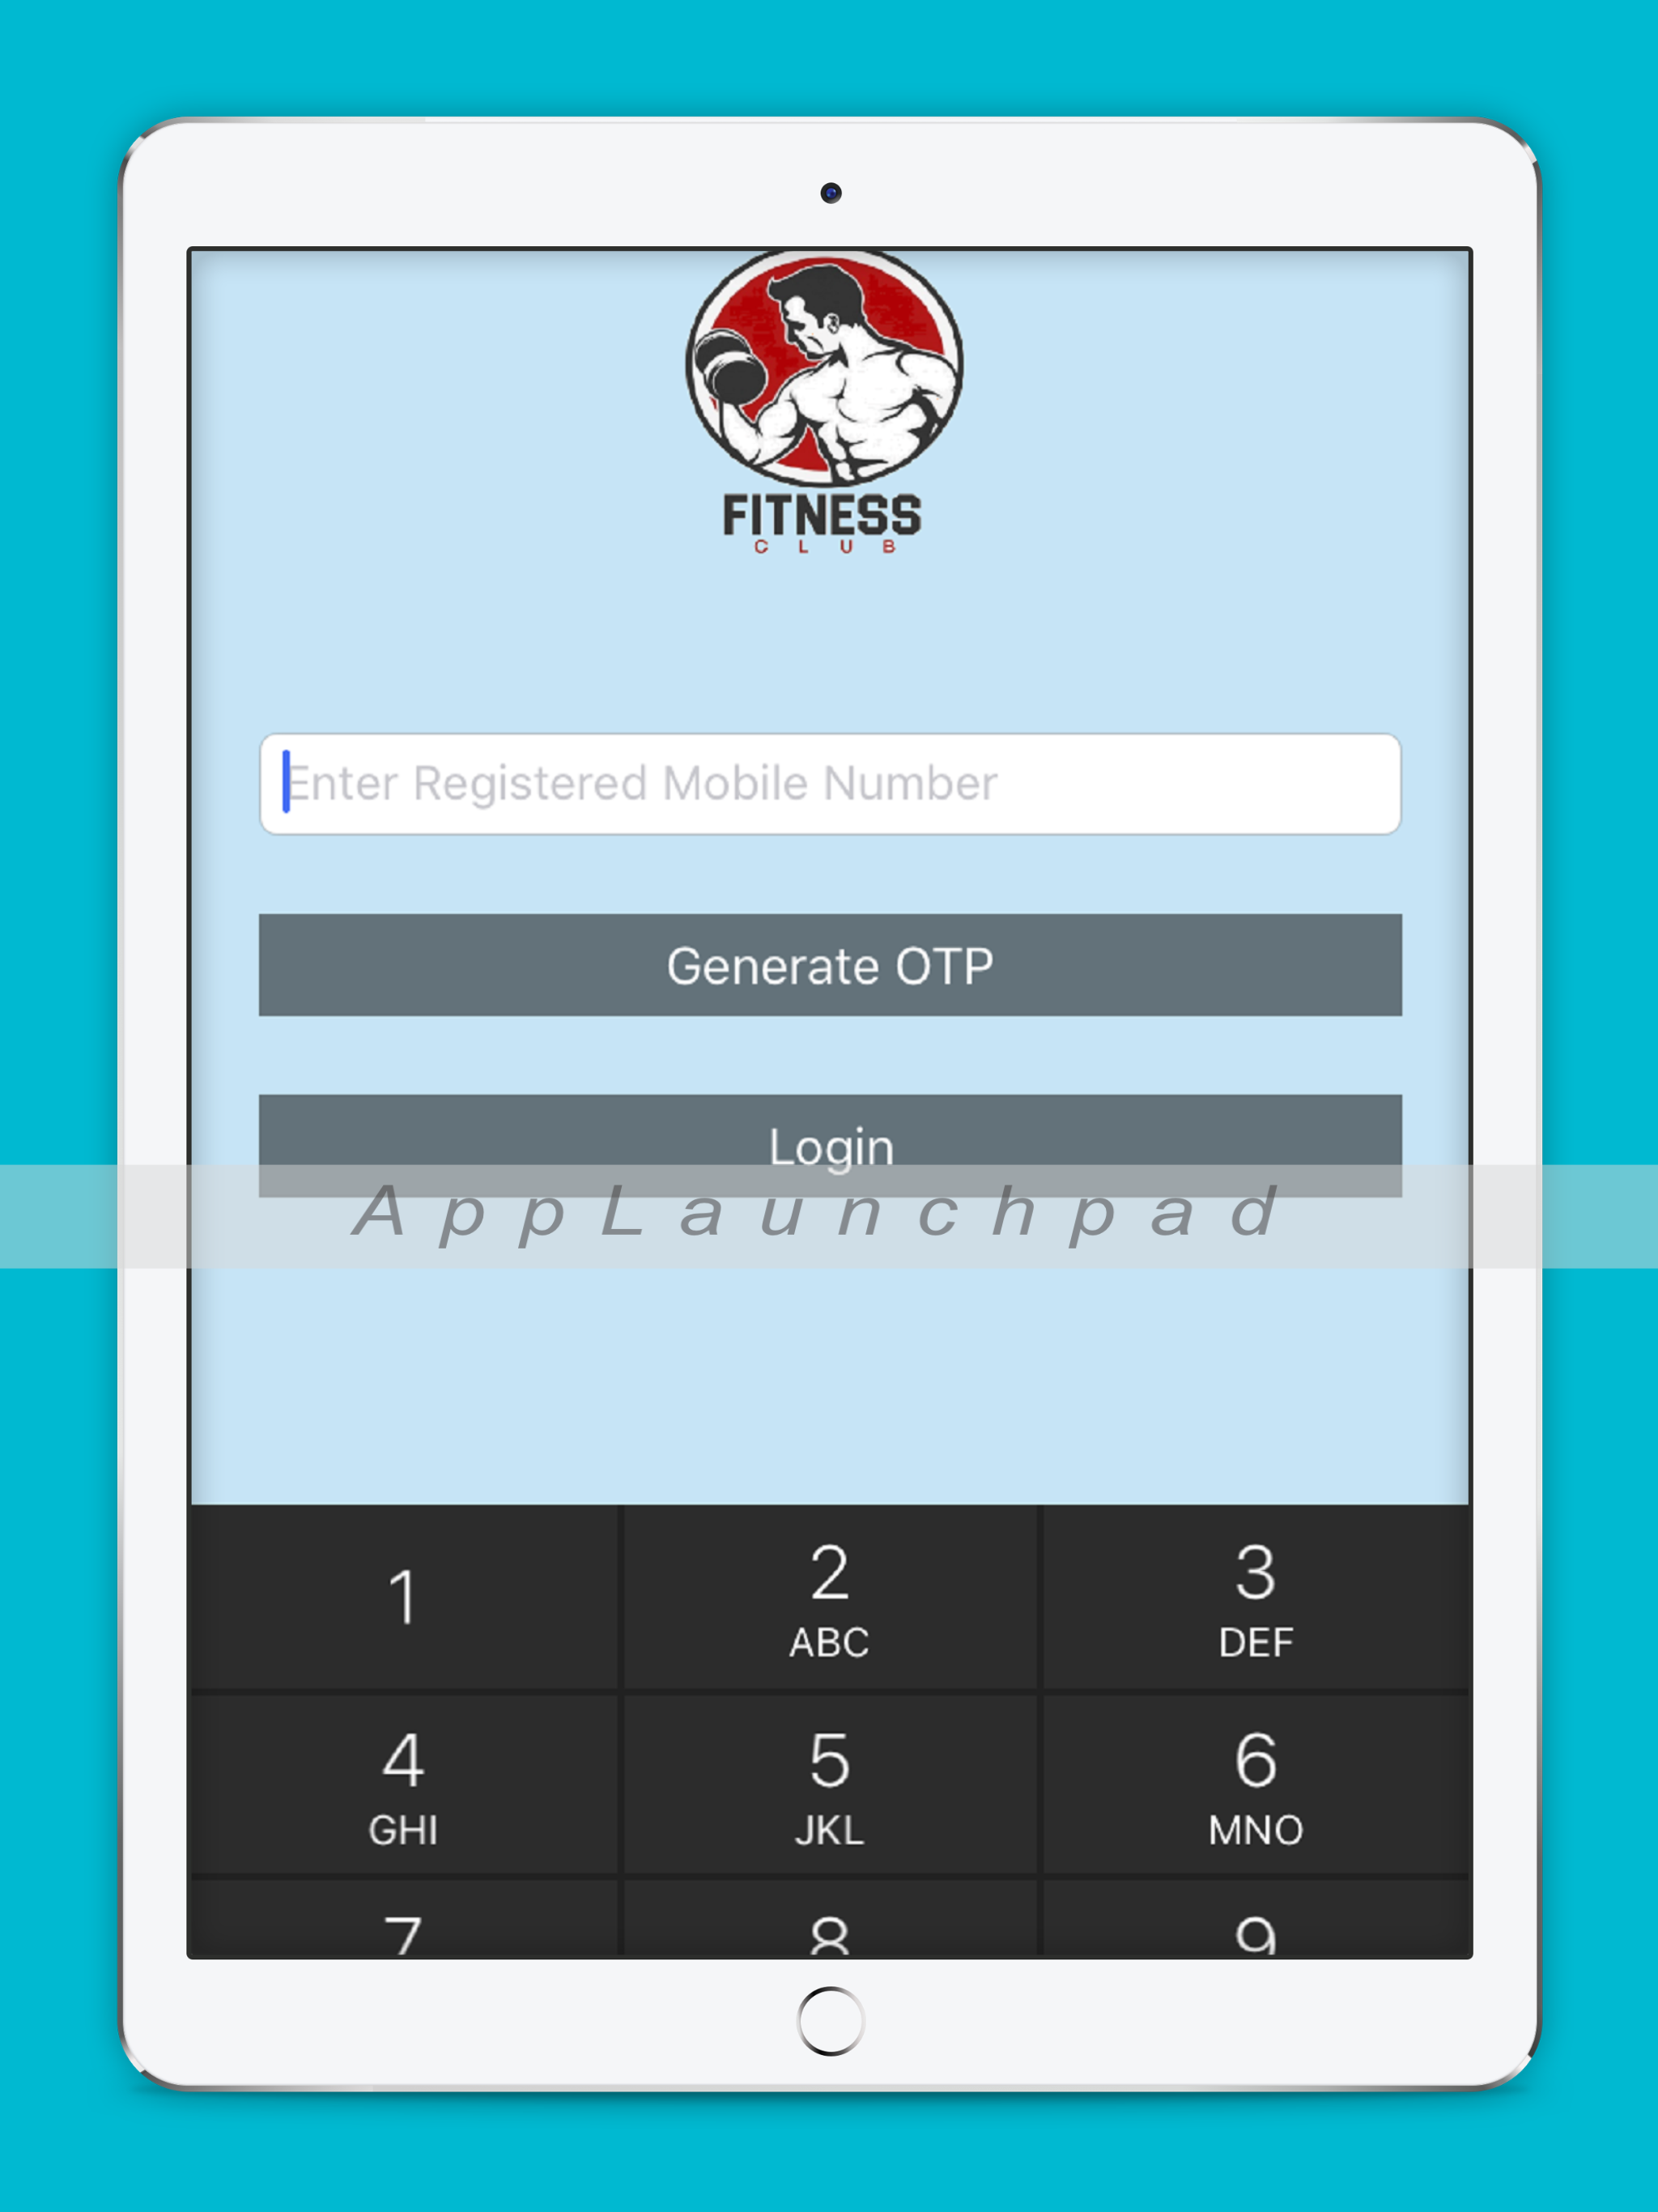 FITNESS
CLUB
Enter Registered Mobile Number
Generate OTP
Login
AppLaunchpad
1
2
3
ABC
DEF
4
5
6
GHI
JKL
MNO
7
8
9